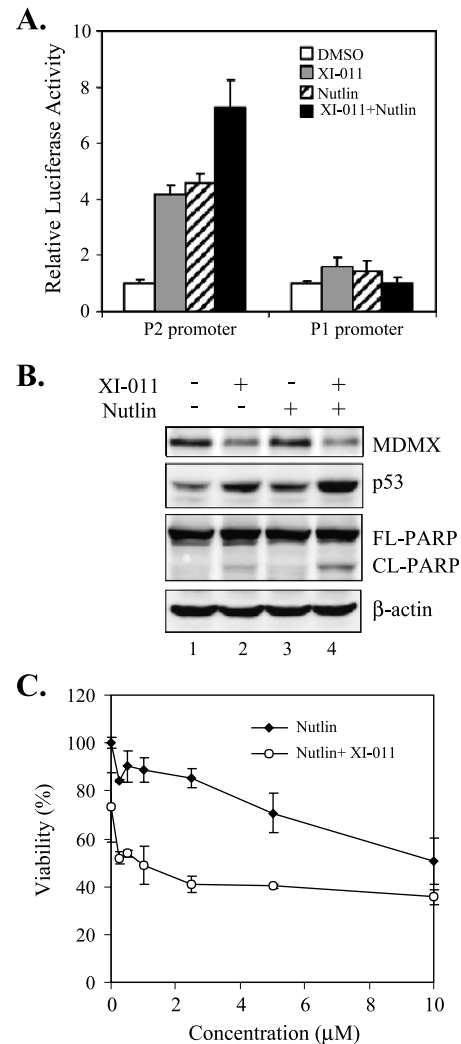 A.
Relative Luciferase Activity
10
8
6
4
2
0
DMSO
XI-011
Nutlin
XI-011+Nutlin
P2 promoter P1 promoter
B.
XI-011 - + - +
Nutlin - - + +
MDMX
p53
FL-PARP
CL-PARP
β-actin
1 2 3 4
C.
Viability (%)
120
100
80
60
40
20
0
Nutlin
Nutlin+ XI-011
0 2 4 6 8 10
Concentration (μM)